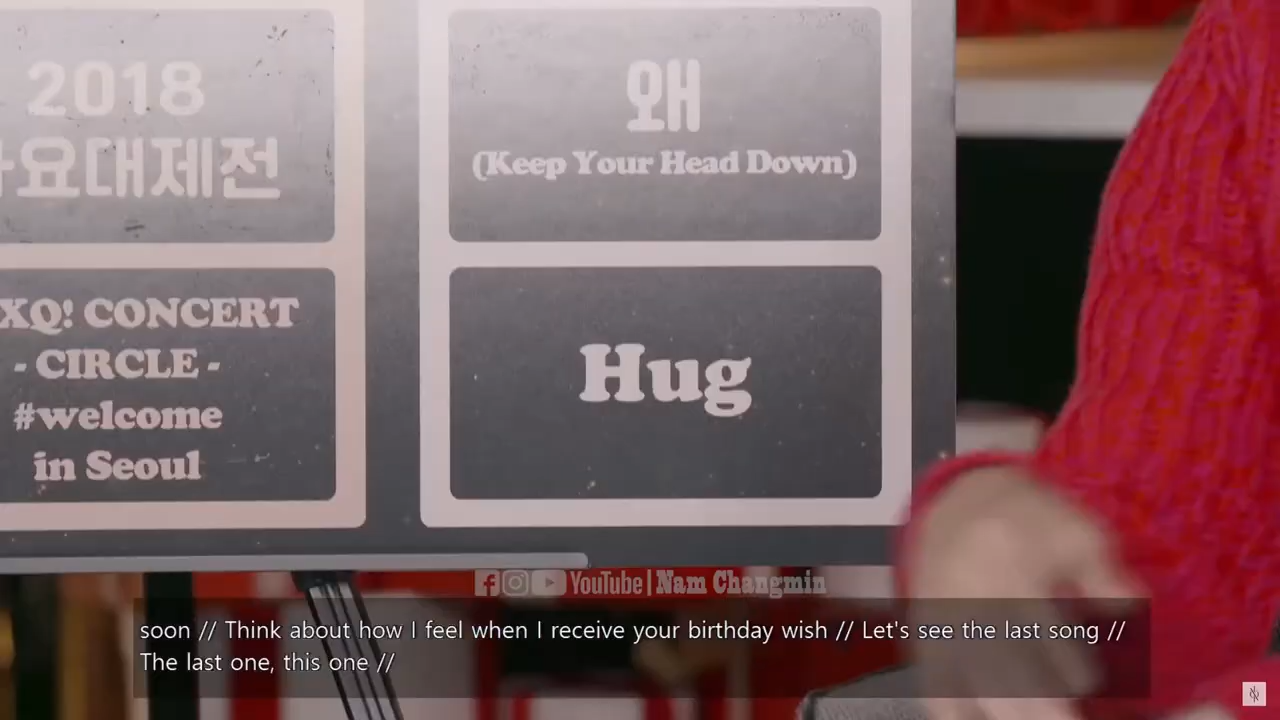 2018
가요대제전
XQ! CONCERT
- CIRCLE -
#welcome
in Seoul
왜
(Keep Your Head Down)
Hug
YouTube | Nam Changmin
soon // Think about how I feel when I receive your birthday wish // Let's see the last song //
The last one, this one //